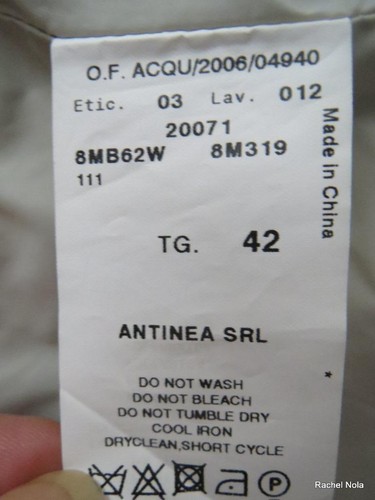 O.F. ACQU/2006/04940
Etic. 03 Lav. 012
20071
8MB62W 8M319
111
Made in China
TG. 42
ANTINEA SRL
*
DO NOT WASH
DO NOT BLEACH
DO NOT TUMBLE DRY
COOL IRON
DRYCLEAN,SHORT CYCLE
P
Rachel Nola